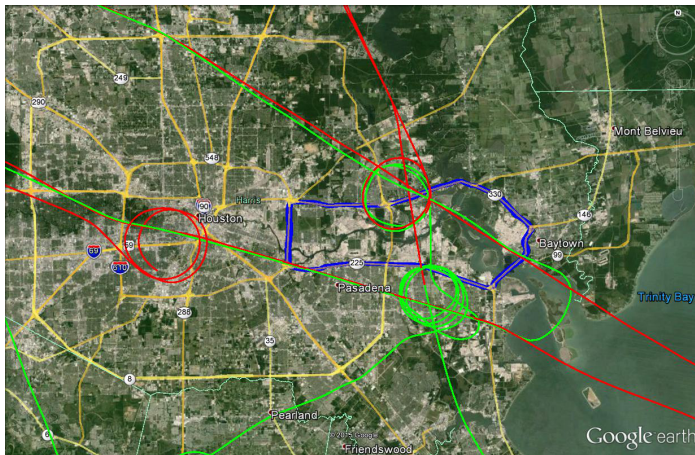 249
290
Mont Belvieu
548
Harris
330
90
Houston
146
Baytown
69
59
99
610
225
Pasadena
Trinity Bay
288
35
8
Pearland
6
©2015 Google
Google earth
Friendswood
N